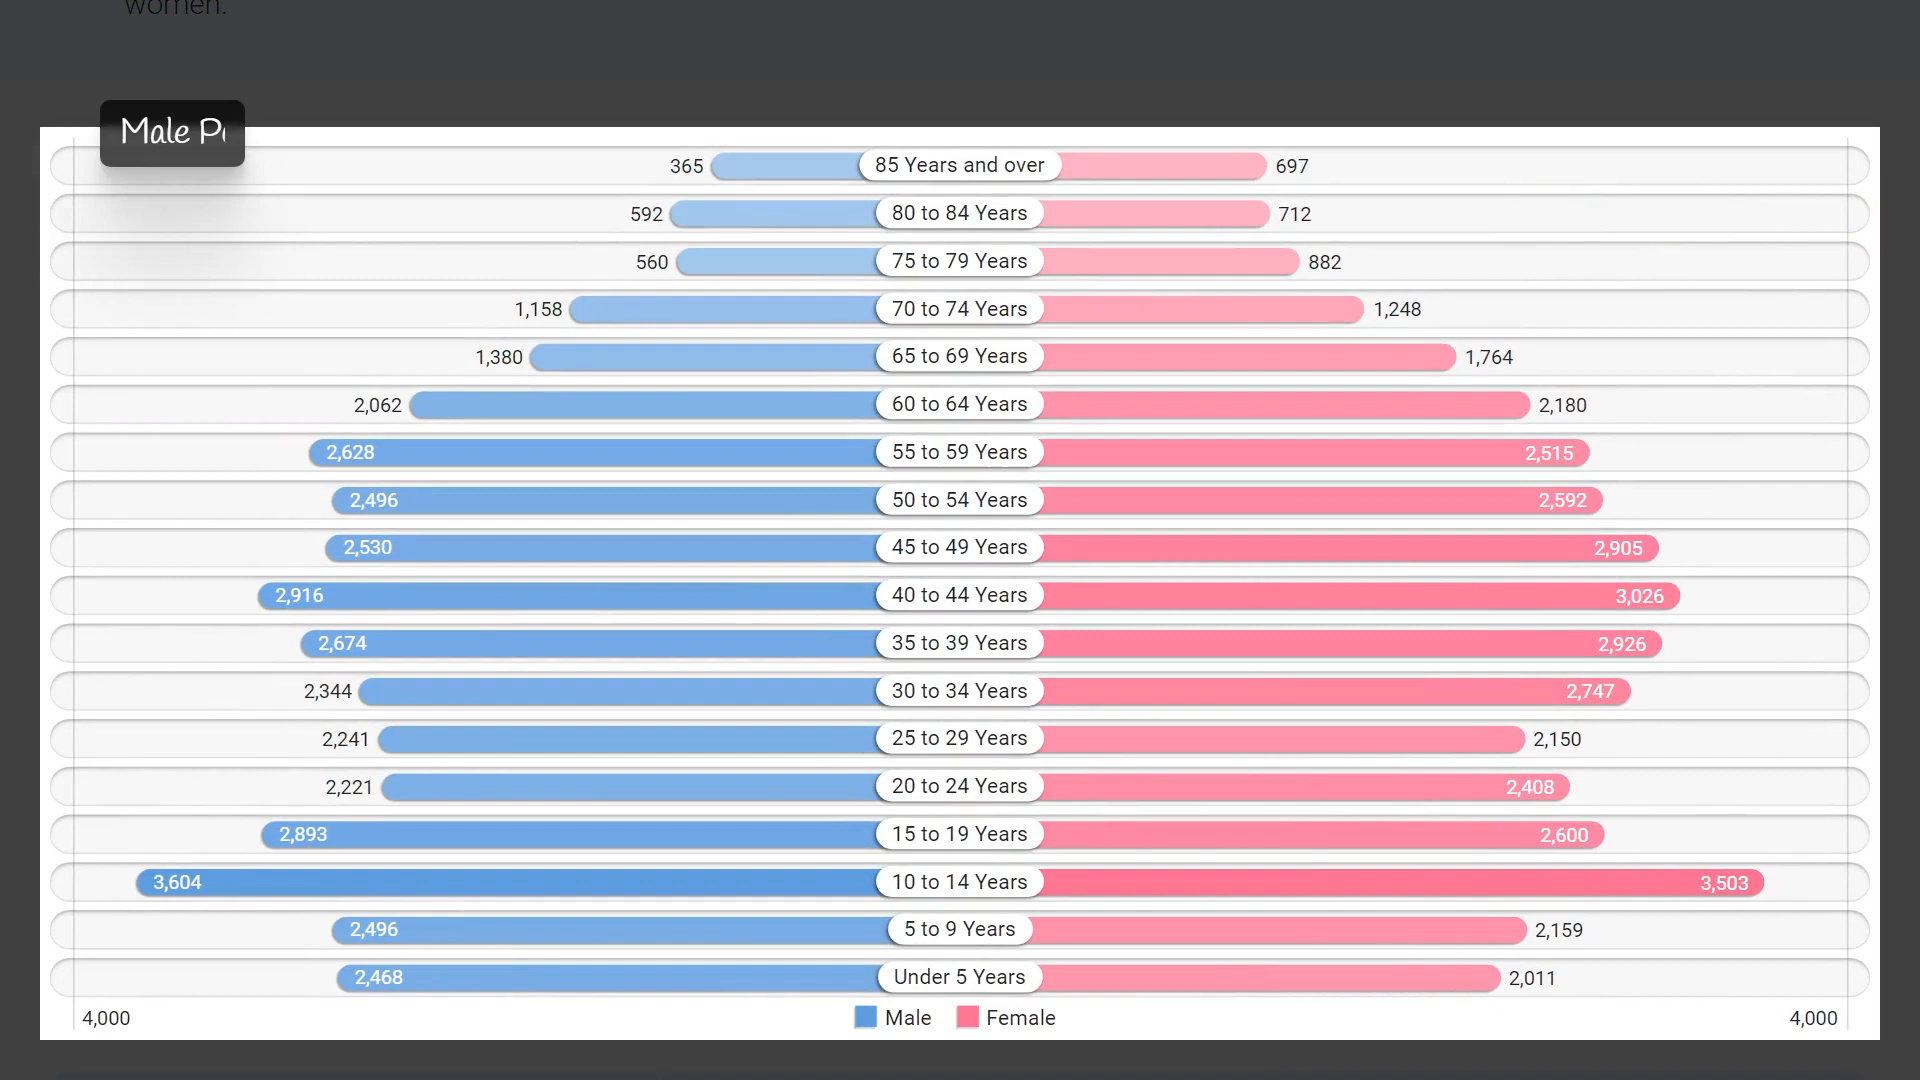 women.
Male P
365 85 Years and over 697
592 80 to 84 Years 712
560 75 to 79 Years 882
1,158 70 to 74 Years 1,248
1,380 65 to 69 Years 1,764
2,062 60 to 64 Years 2,180
2,628 55 to 59 Years 2,515
2,496 50 to 54 Years 2,592
2,530 45 to 49 Years 2,905
2,916 40 to 44 Years 3,026
2,674 35 to 39 Years 2,926
2,344 30 to 34 Years 2,747
2,241 25 to 29 Years 2,150
2,221 20 to 24 Years 2,408
2,893 15 to 19 Years 2,600
3,604 10 to 14 Years 3,503
2,496 5 to 9 Years 2,159
2,468 Under 5 Years 2,011
4,000 Male Female 4,000